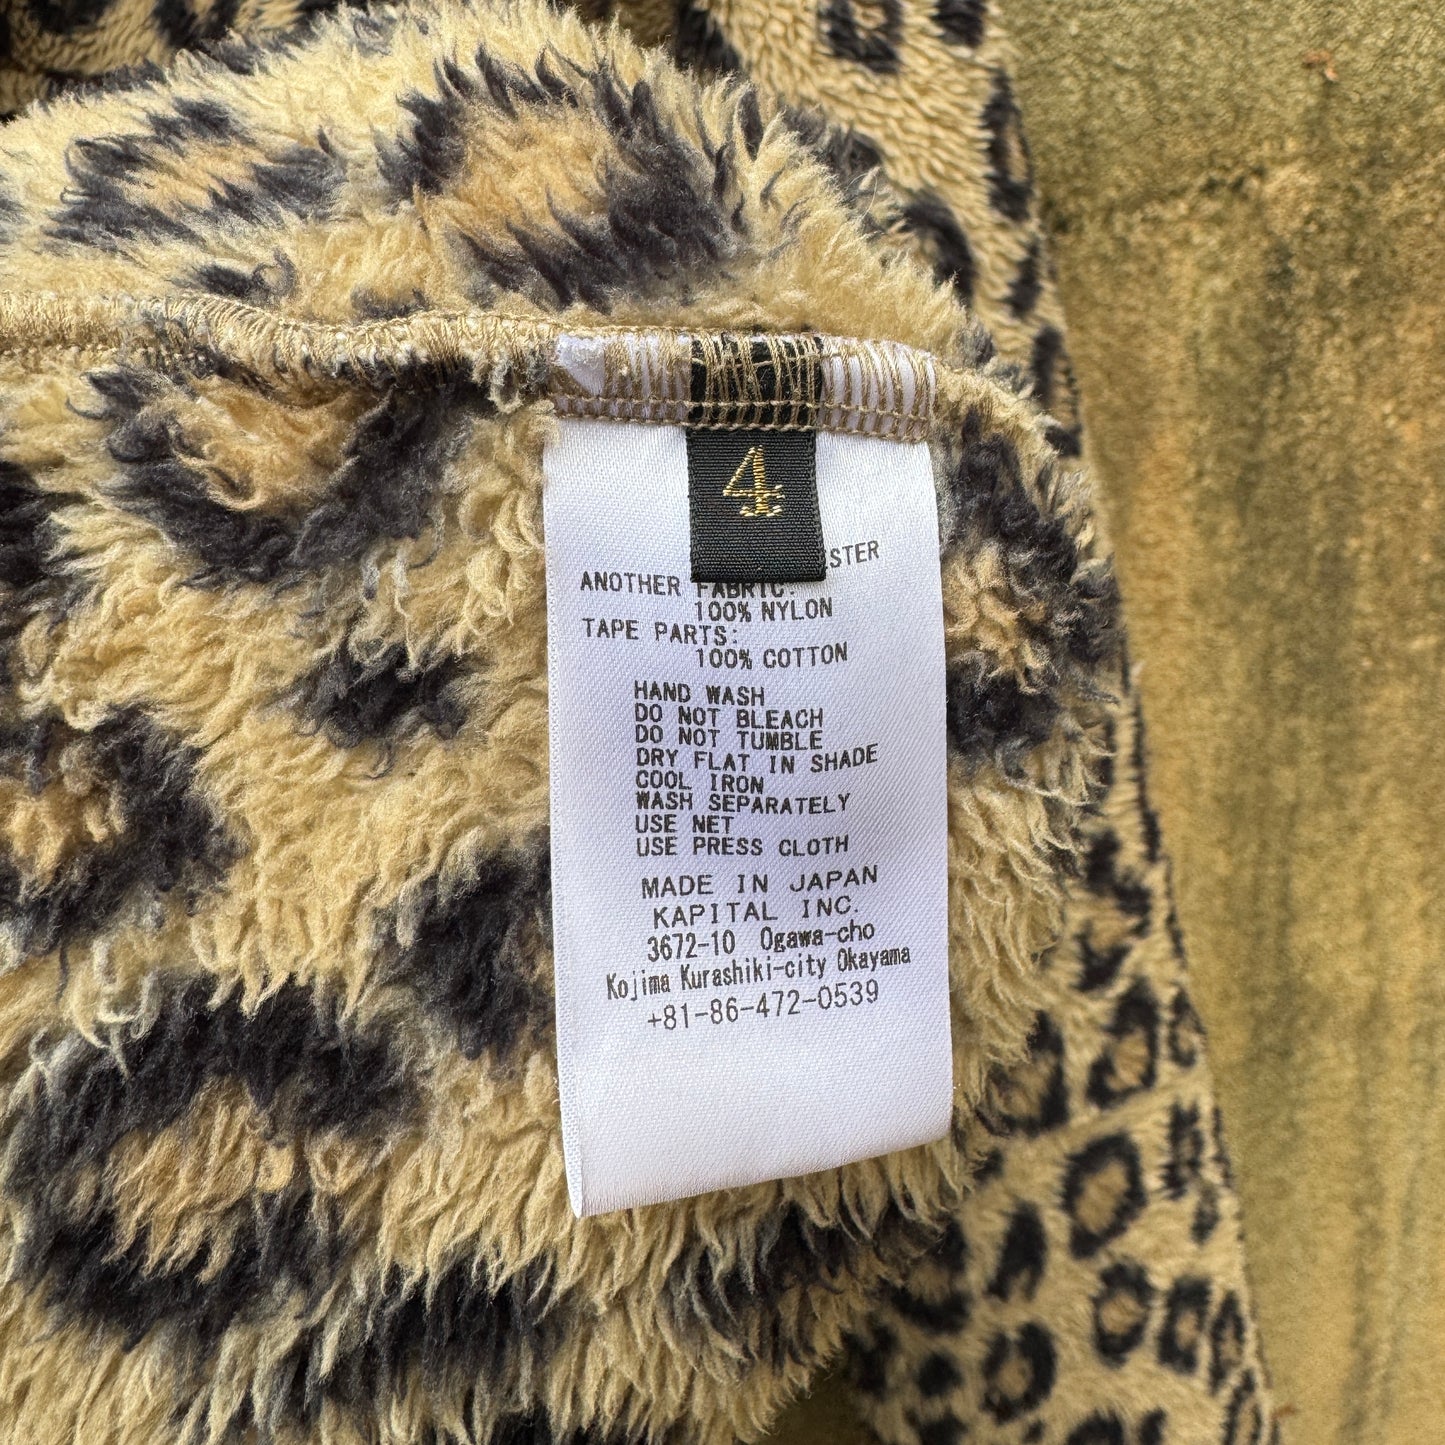 4
ANOTHER FABRIC:
100% NYLON
TAPE PARTS:
100% COTTON
HAND WASH
DO NOT BLEACH
DO NOT TUMBLE
DRY FLAT IN SHADE
COOL IRON
WASH SEPARATELY
USE NET
USE PRESS CLOTH
MADE IN JAPAN
KAPITAL INC.
3672-10 Ogawa-cho
Kojima Kurashiki-city Okayama
+81-86-472-0539